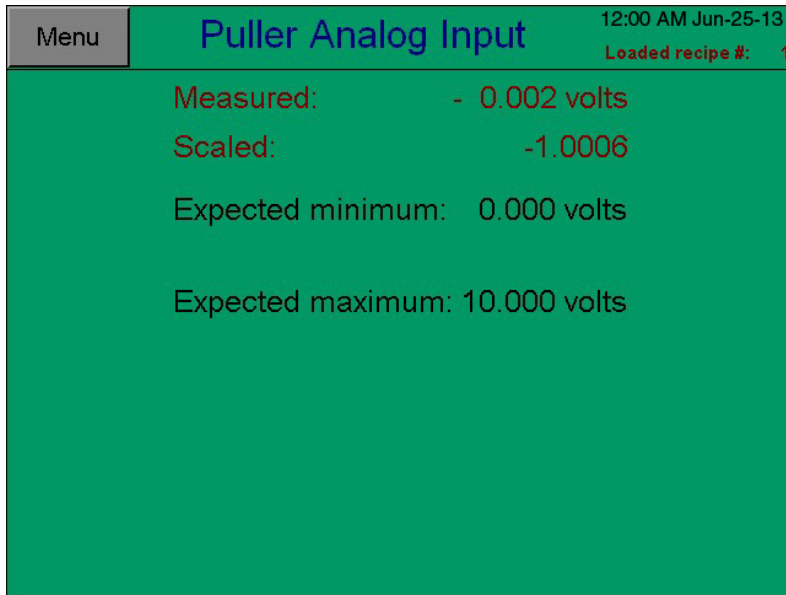 Menu
Puller Analog Input
12:00 AM Jun-25-13
Loaded recipe #: 1
Measured: - 0.002 volts
Scaled: -1.0006
Expected minimum: 0.000 volts
Expected maximum: 10.000 volts